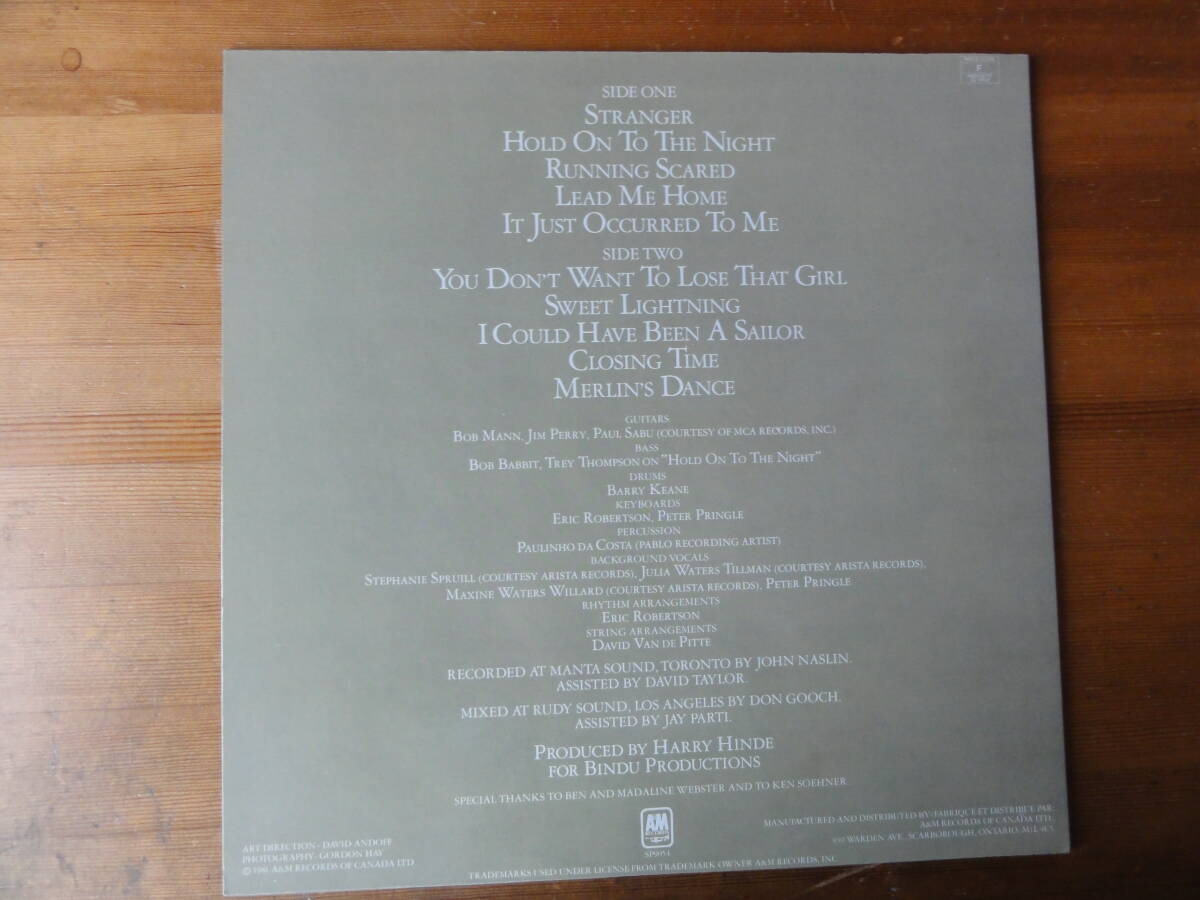 SIDE ONE
STRANGER
HOLD ON TO THE NIGHT
RUNNING SCARED
LEAD ME HOME
IT JUST OCCURRED TO ME
SIDE TWO
YOU DON'T WANT TO LOSE THAT GIRL
SWEET LIGHTNING
I COULD HAVE BEEN A SAILOR
CLOSING TIME
MERLIN'S DANCE
GUITARS
BOB MANN, JIM PERRY, PAUL SABU (COURTESY OF MCA RECORDS, INC.)
BASS
BOB BABBIT, TREY THOMPSON ON "HOLD ON TO THE NIGHT"
DRUMS
BARRY KEANE
KEYBOARDS
ERIC ROBERTSON, PETER PRINGLE
PERCUSSION
PAULINHO DA COSTA (PABLO RECORDING ARTIST)
BACKGROUND VOCALS
STEPHANIE SPRUILL (COURTESY ARISTA RECORDS), JULIA WATERS TILLMAN (COURTESY ARISTA RECORDS),
MAXINE WATERS WILLARD (COURTESY ARISTA RECORDS), PETER PRINGLE
RHYTHM ARRANGEMENTS
ERIC ROBERTSON
STRING ARRANGEMENTS
DAVID VAN DE PITTE
RECORDED AT MANTA SOUND, TORONTO BY JOHN NASLIN.
ASSISTED BY DAVID TAYLOR.
MIXED AT RUDY SOUND, LOS ANGELES BY DON GOOCH.
ASSISTED BY JAY PARTI.
PRODUCED BY HARRY HINDE
FOR BINDU PRODUCTIONS
SPECIAL THANKS TO BEN AND MADALINE WEBSTER AND TO KEN SOEHNER.
ART DIRECTION - DAVID ANDOFF
PHOTOGRAPHY - GORDON HAY
© 1981 A&M RECORDS OF CANADA LTD.
AM
RECORDS
SP9054
TRADEMARKS USED UNDER LICENSE FROM TRADEMARK OWNER A&M RECORDS, INC.
MANUFACTURED AND DISTRIBUTED BY/FABRIQUE ET DISTRIBUE PAR:
A&M RECORDS OF CANADA LTD.,
WARDEN AVE., SCARBOROUGH, ONTARIO,